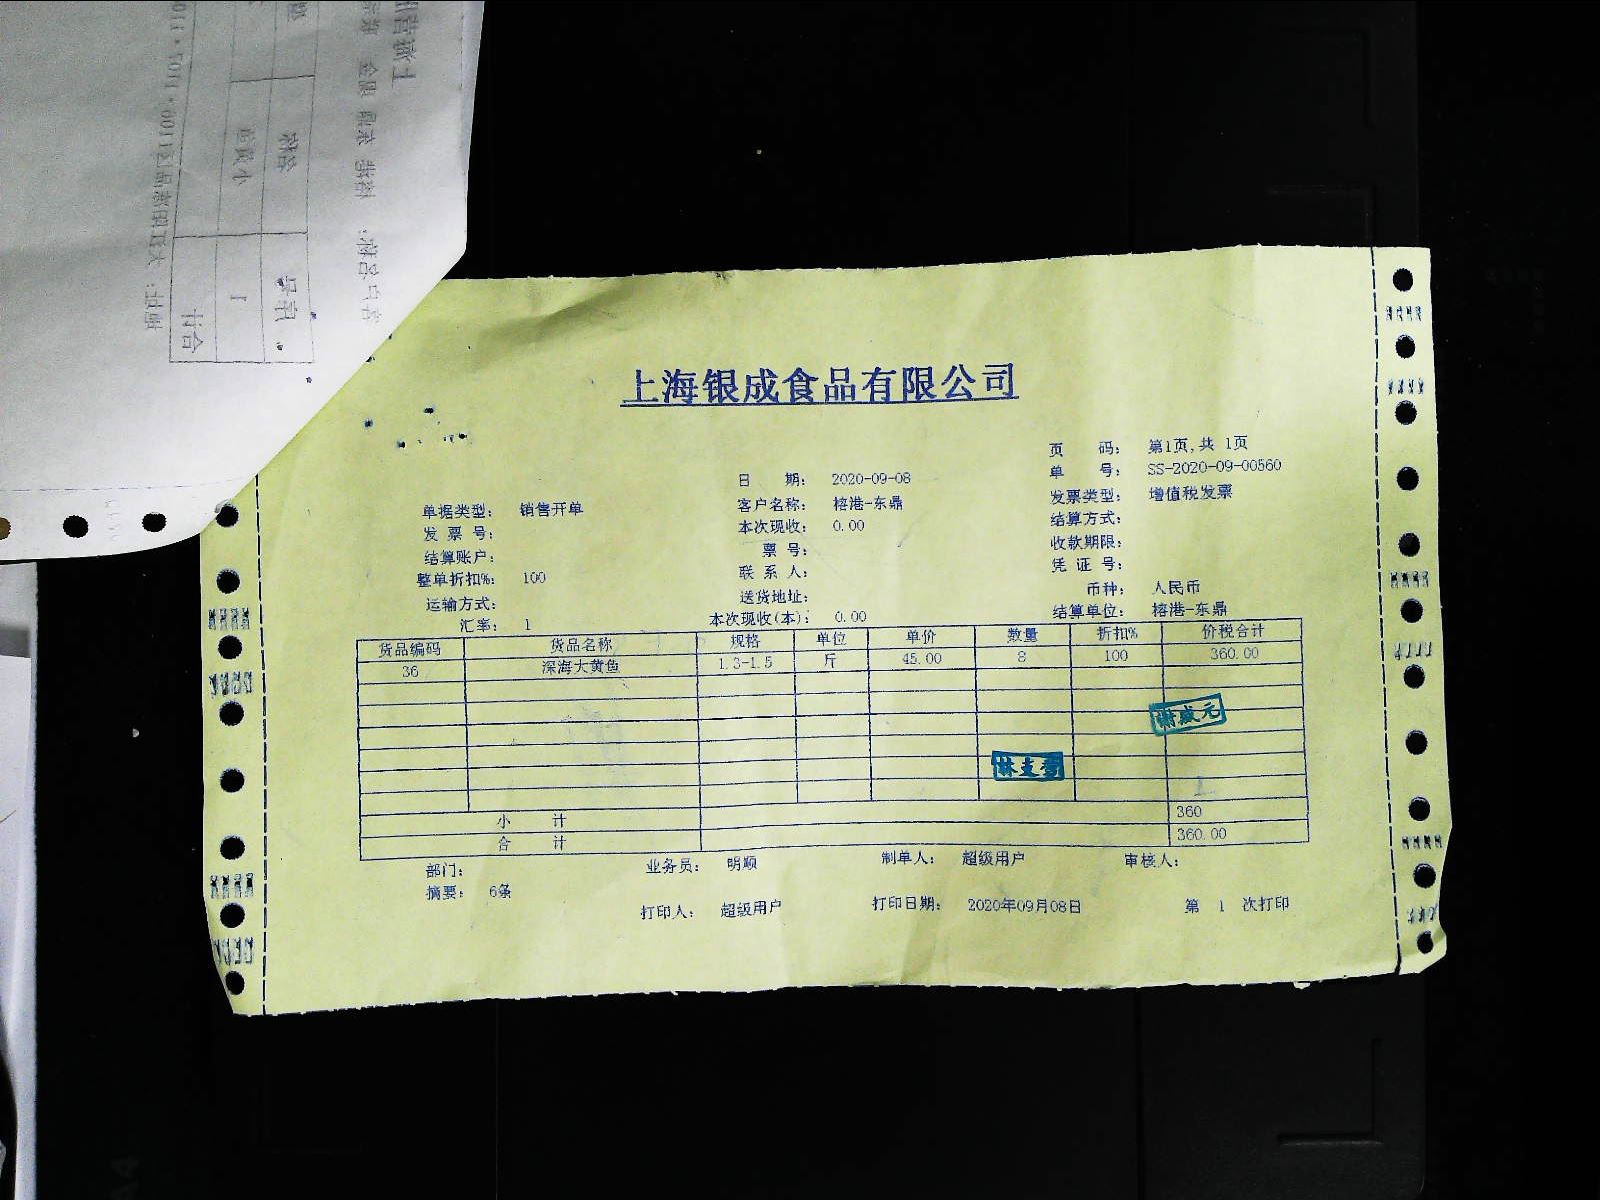 上海银成食品有限公司
页 码: 第1页,共 1页
日 期: 2020-09-08 单 号: SS-2020-09-00560
单据类型: 销售开单 客户名称: 榕港-东鼎 发票类型: 增值税发票
发 票 号: 本次现收: 0.00 结算方式:
结算账户: 票 号: 收款期限:
整单折扣%: 100 联 系 人: 凭 证 号:
运输方式: 送货地址: 币种: 人民币
汇率: 1 本次现收(本): 0.00 结算单位: 榕港-东鼎
货品编码 货品名称 规格 单位 单价 数量 折扣% 价税合计
36 深海大黄鱼 1.3-1.5 斤 45.00 8 100 360.00
小 计 360
合 计 360.00
部门: 业务员: 明顺 制单人: 超级用户 审核人:
摘要: 6条
打印人: 超级用户 打印日期: 2020年09月08日 第 1 次打印